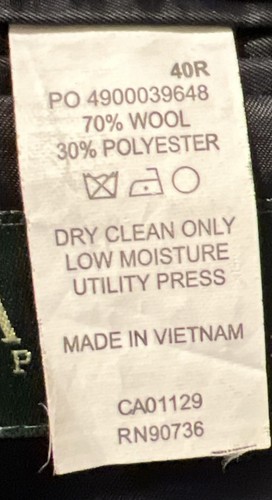 40R
PO 4900039648
70% WOOL
30% POLYESTER
DRY CLEAN ONLY
LOW MOISTURE
UTILITY PRESS
MADE IN VIETNAM
CA01129
RN90736
P